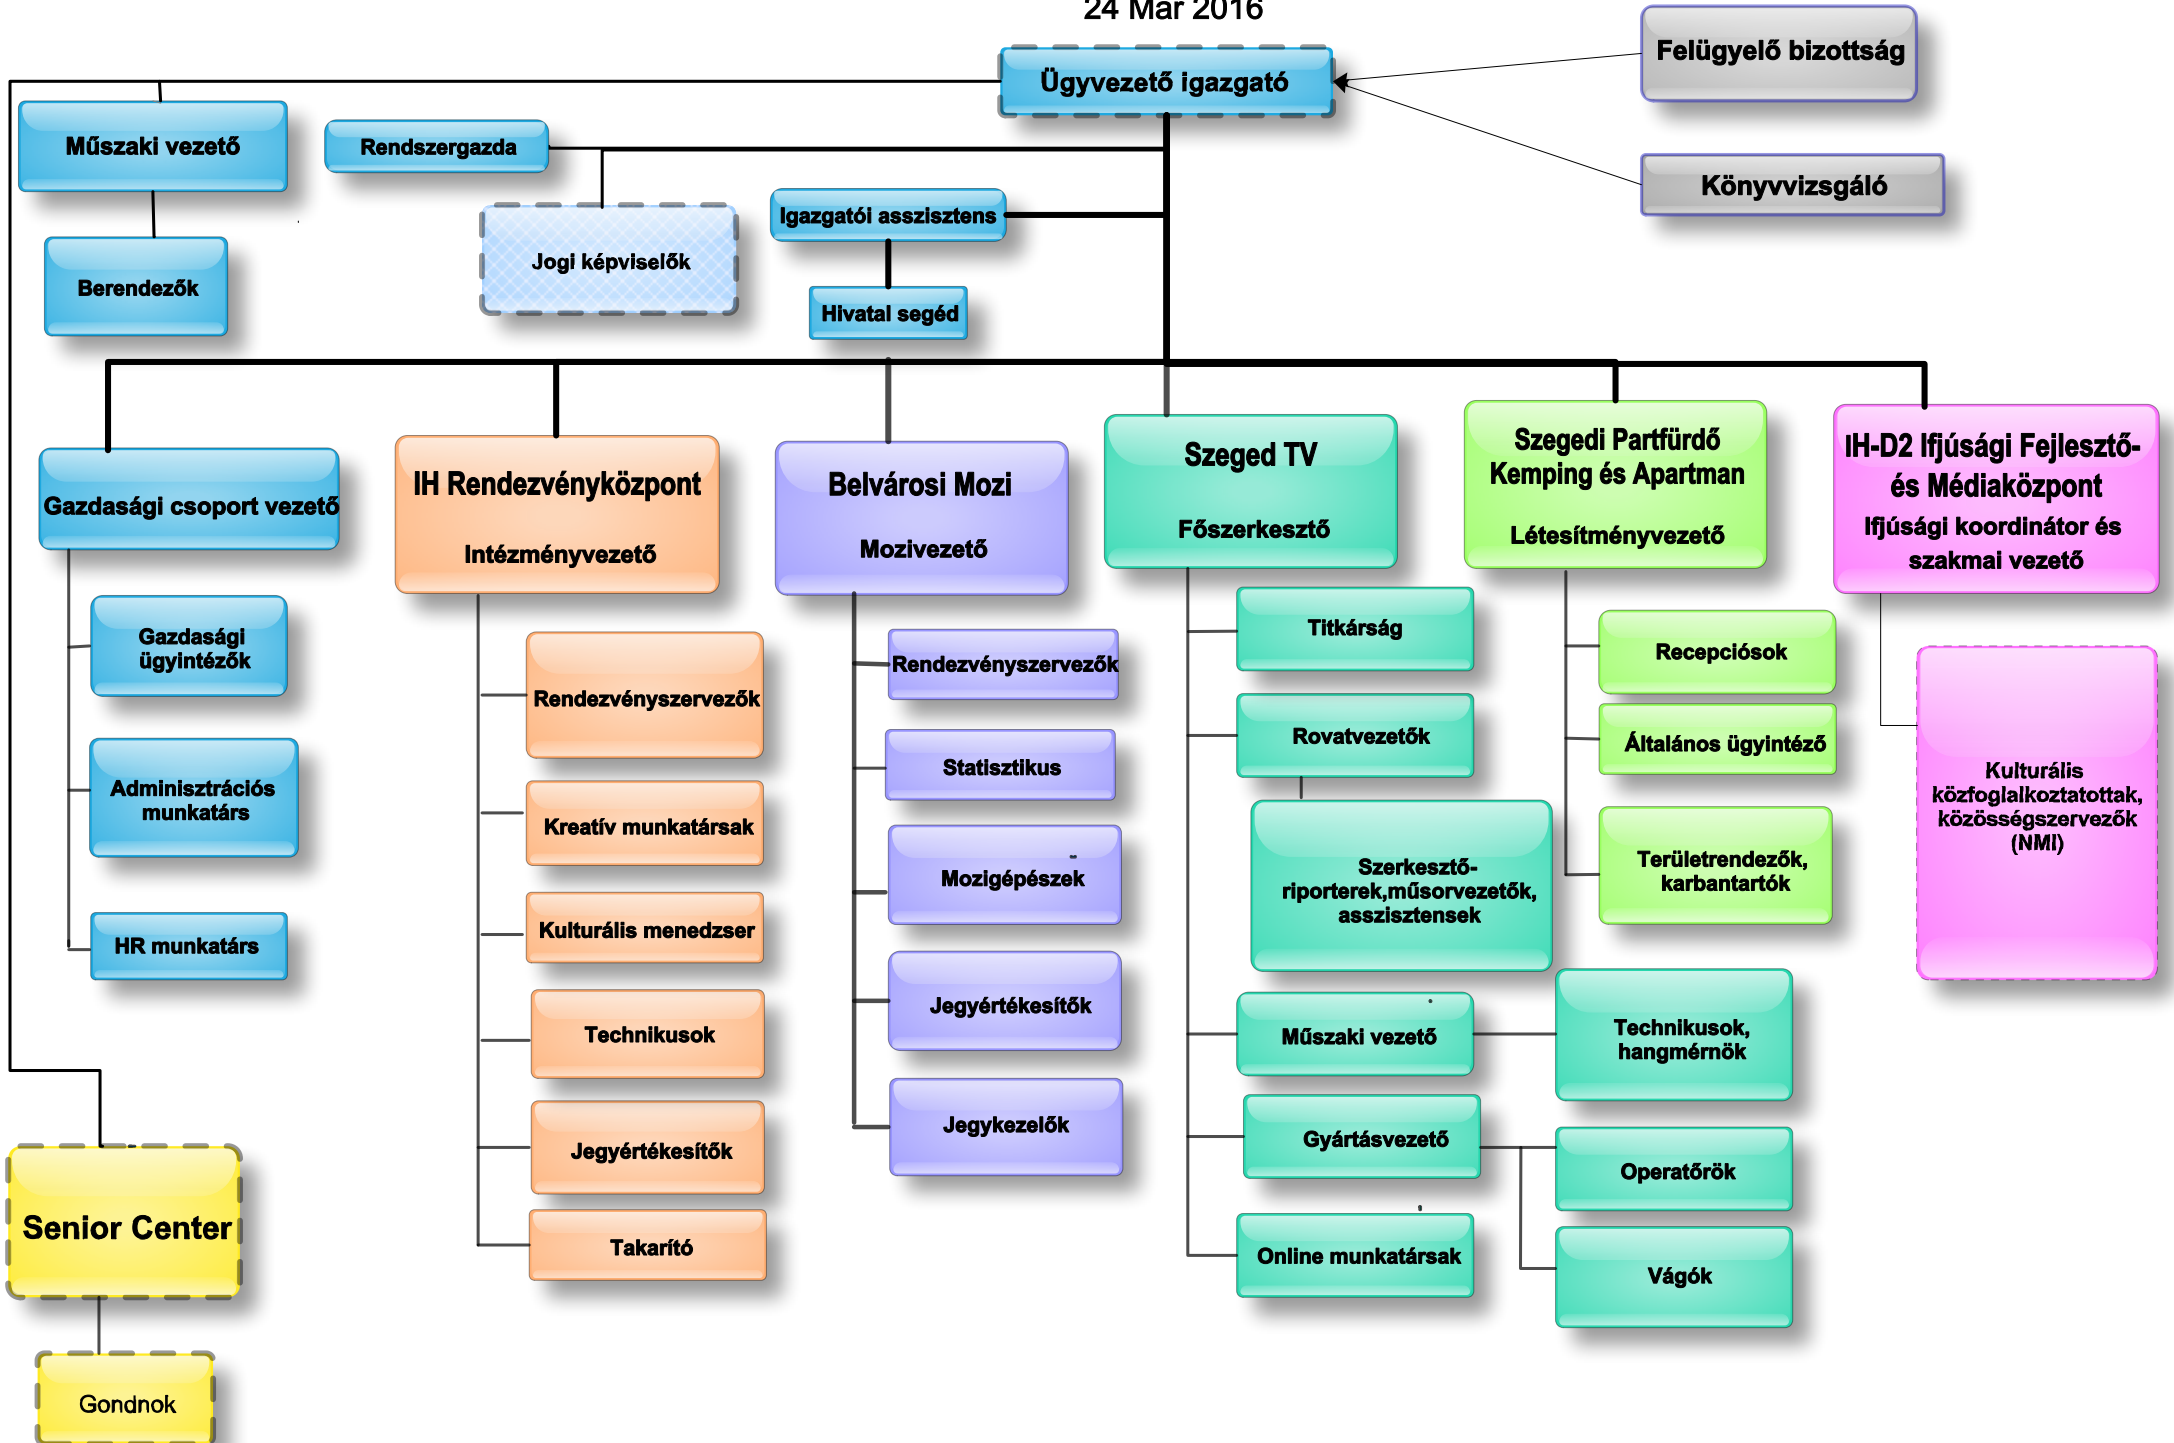 24 Mar 2016
Ügyvezető igazgató
Felügyelő bizottság
Könyvvizsgáló
Műszaki vezető
Rendszergazda
Igazgatói asszisztens
Jogi képviselők
Berendezők
Hivatal segéd
Gazdasági csoport vezető
Gazdasági
ügyintézők
Adminisztrációs
munkatárs
HR munkatárs
IH Rendezvényközpont
Intézményvezető
Rendezvényszervezők
Kreatív munkatársak
Kulturális menedzser
Technikusok
Jegyértékesítők
Takarító
Belvárosi Mozi
Mozivezető
Rendezvényszervezők
Statisztikus
Mozigépészek
Jegyértékesítők
Jegykezelők
Szeged TV
Főszerkesztő
Titkárság
Rovatvezetők
Szerkesztő-
riporterek,műsorvezetők,
asszisztensek
Műszaki vezető
Technikusok,
hangmérnök
Gyártásvezető
Operatőrök
Vágók
Online munkatársak
Szegedi Partfürdő
Kemping és Apartman
Létesítményvezető
Recepciósok
Általános ügyintéző
Területrendezők,
karbantartók
IH-D2 Ifjúsági Fejlesztő-
és Médiaközpont
Ifjúsági koordinátor és
szakmai vezető
Kulturális
közfoglalkoztatottak,
közösségszervezők
(NMI)
Senior Center
Gondnok